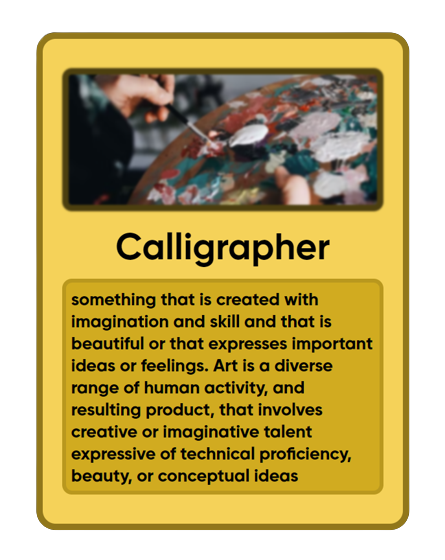 Calligrapher
something that is created with
imagination and skill and that is
beautiful or that expresses important
ideas or feelings. Art is a diverse
range of human activity, and
resulting product, that involves
creative or imaginative talent
expressive of technical proficiency,
beauty, or conceptual ideas